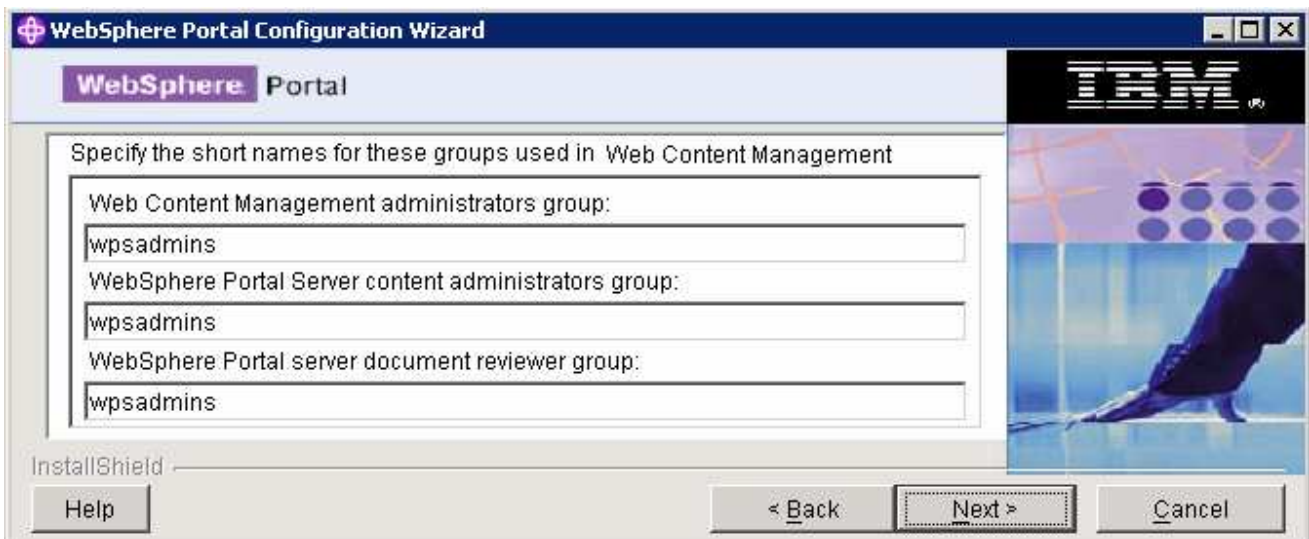 WebSphere Portal Configuration Wizard
WebSphere Portal
IBM®
Specify the short names for these groups used in Web Content Management
Web Content Management administrators group:
wpsadmins
WebSphere Portal Server content administrators group:
wpsadmins
WebSphere Portal server document reviewer group:
wpsadmins
InstallShield
Help
< Back
Next >
Cancel